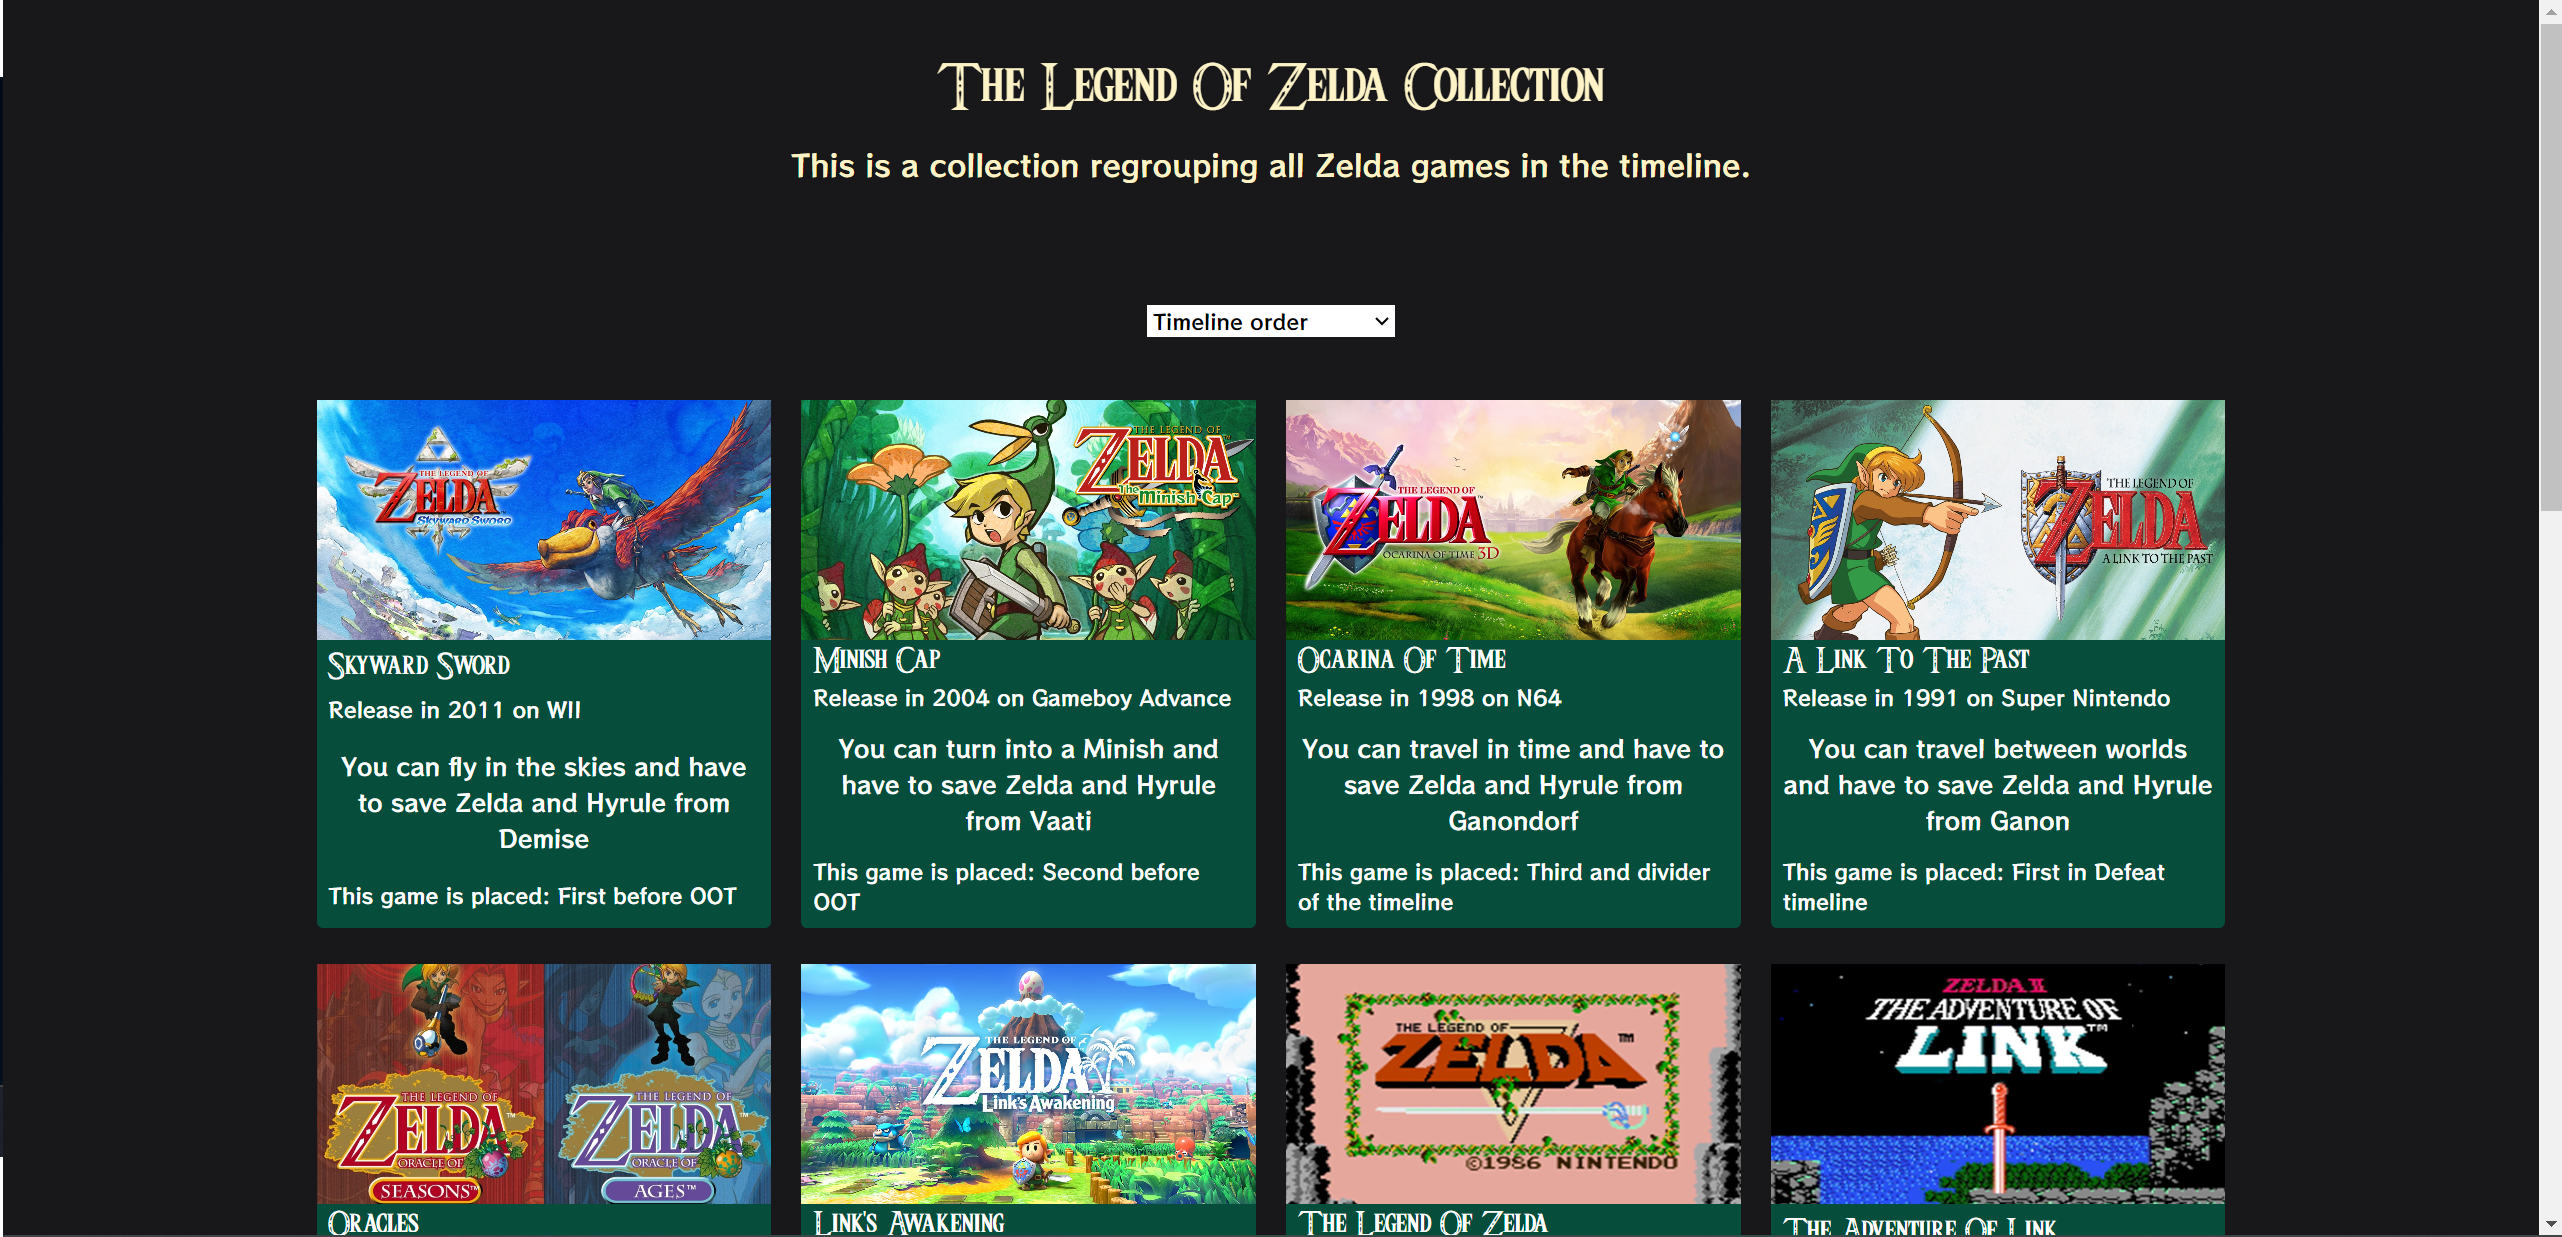 The Legend Of Zelda Collection
This is a collection regrouping all Zelda games in the timeline.
Timeline order
THE LEGEND OF
ZELDA
SKYWARD SWORD
Skyward Sword
Release in 2011 on WII
You can fly in the skies and have
to save Zelda and Hyrule from
Demise
This game is placed: First before OOT
THE LEGEND OF
ZELDA™
The Minish Cap™
Minish Cap
Release in 2004 on Gameboy Advance
You can turn into a Minish and
have to save Zelda and Hyrule
from Vaati
This game is placed: Second before
OOT
THE LEGEND OF
ZELDA™
OCARINA OF TIME 3D
Ocarina Of Time
Release in 1998 on N64
You can travel in time and have to
save Zelda and Hyrule from
Ganondorf
This game is placed: Third and divider
of the timeline
THE LEGEND OF
ZELDA
A LINK TO THE PAST
A Link To The Past
Release in 1991 on Super Nintendo
You can travel between worlds
and have to save Zelda and Hyrule
from Ganon
This game is placed: First in Defeat
timeline
THE LEGEND OF
ZELDA™
ORACLE OF
SEASONS™
THE LEGEND OF
ZELDA™
ORACLE OF
AGES™
Oracles
THE LEGEND OF
ZELDA
Link's Awakening
Link's Awakening
THE LEGEND OF
ZELDA™
©1986 NINTENDO
The Legend Of Zelda
ZELDA II
THE ADVENTURE OF
LINK™
The Adventure Of Link